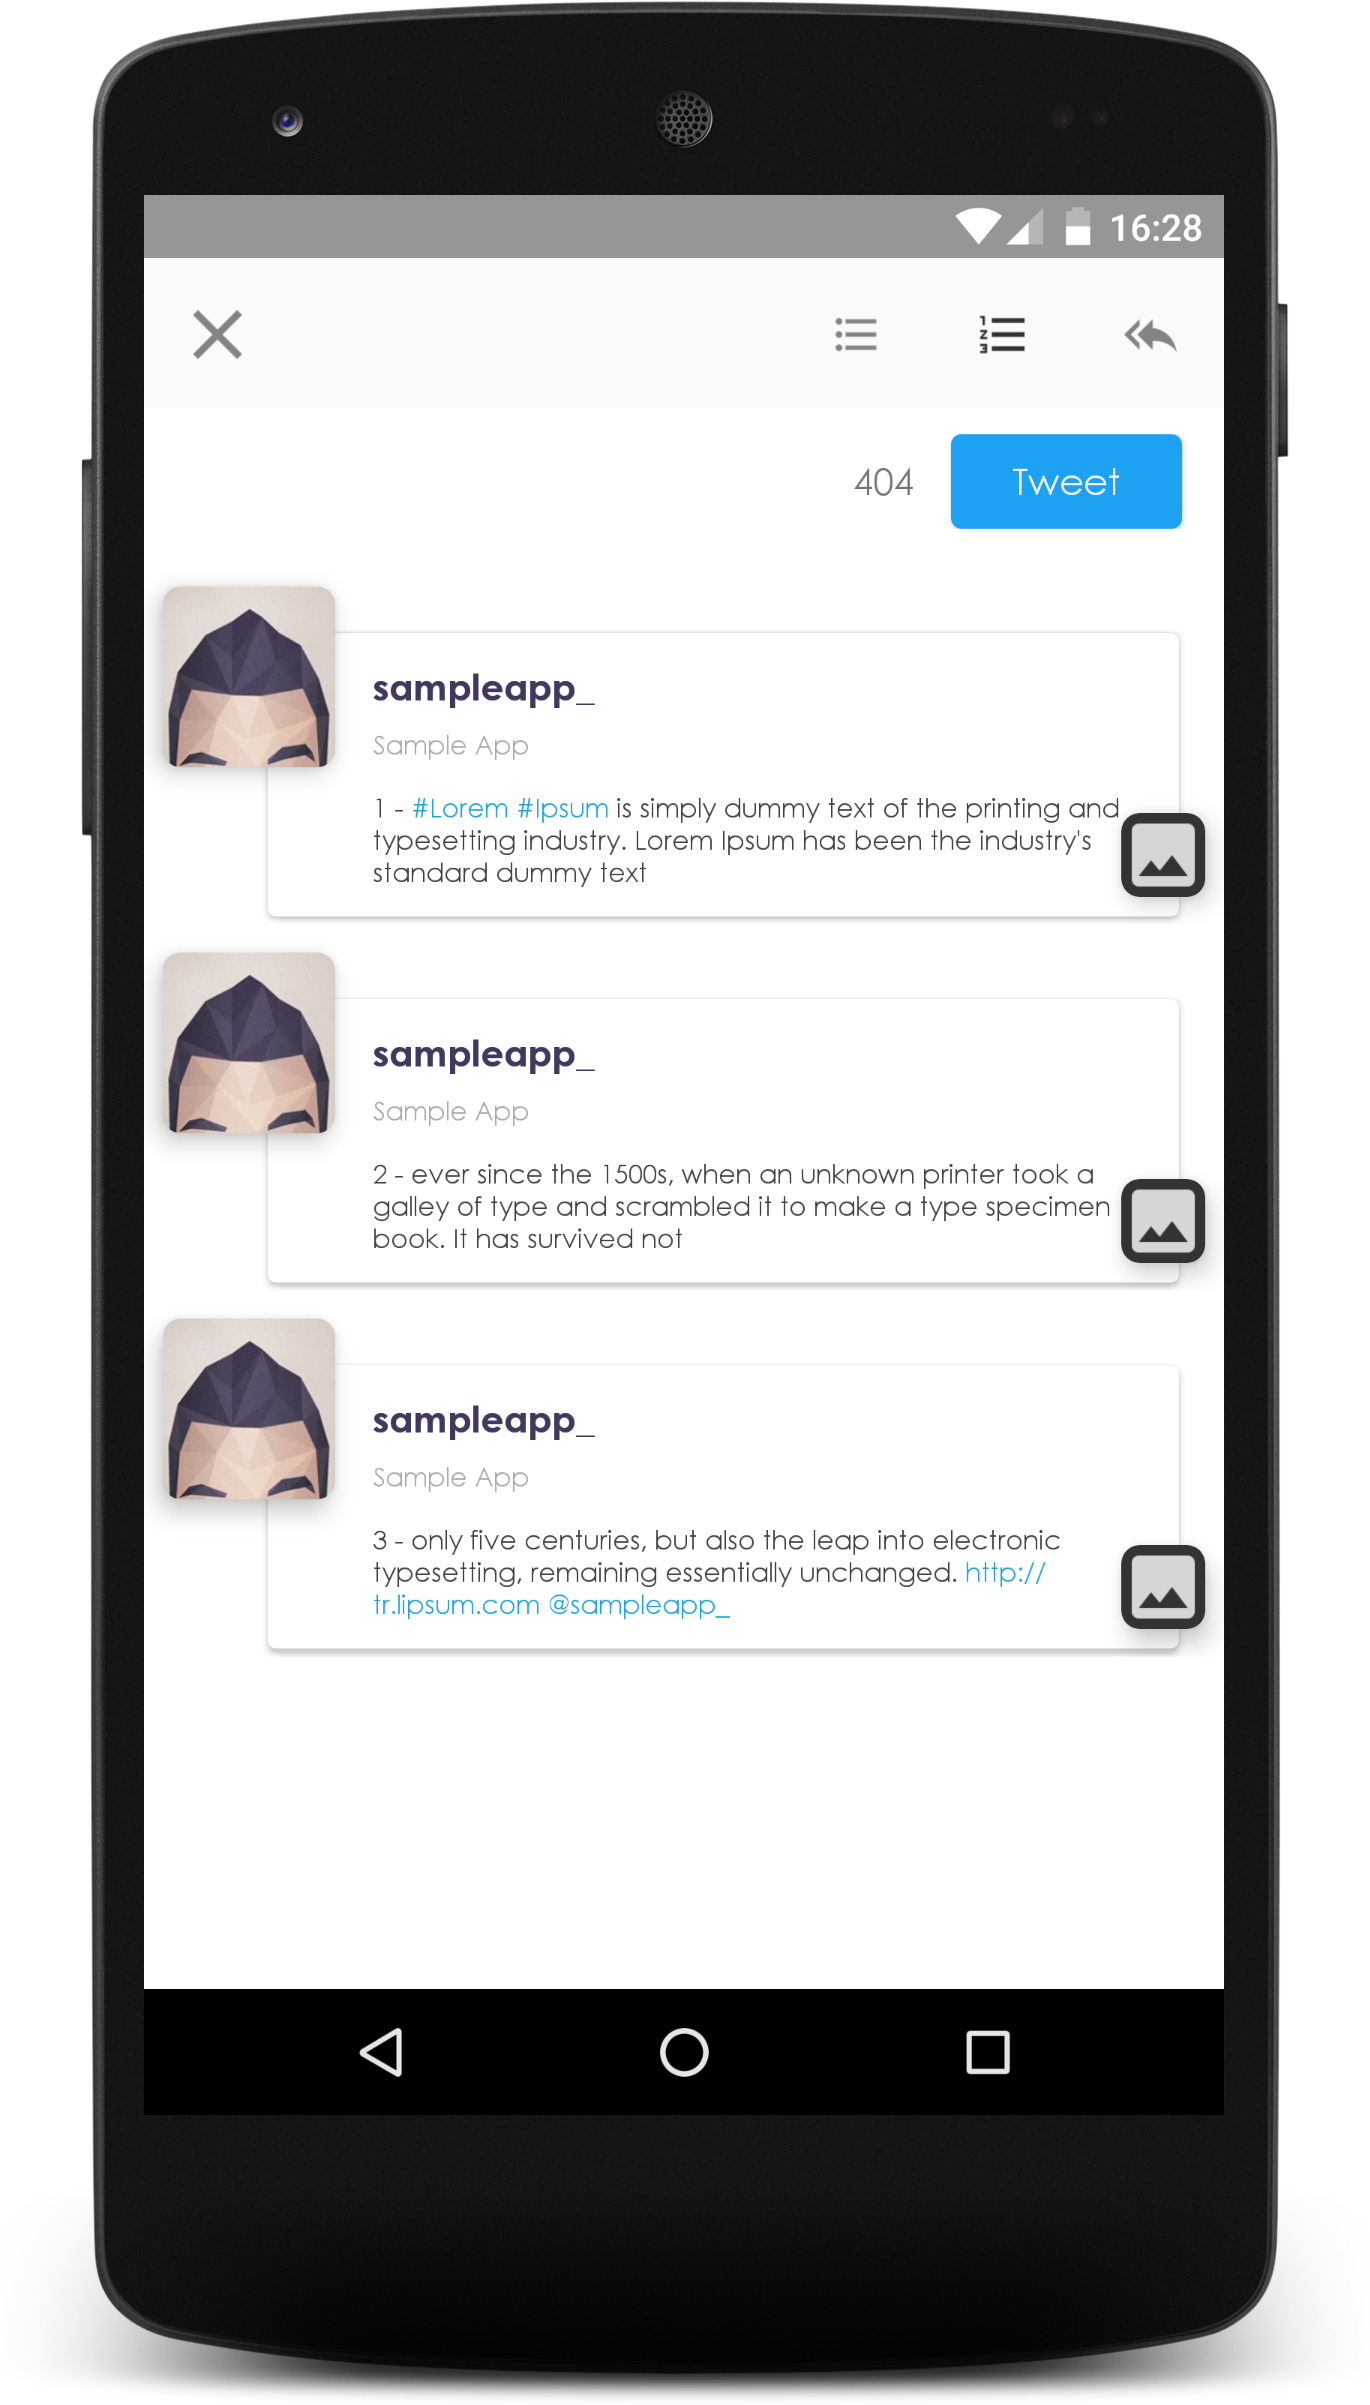 16:28
404
Tweet
sampleapp_
Sample App
1 - #Lorem #Ipsum is simply dummy text of the printing and
typesetting industry. Lorem Ipsum has been the industry's
standard dummy text
sampleapp_
Sample App
2 - ever since the 1500s, when an unknown printer took a
galley of type and scrambled it to make a type specimen
book. It has survived not
sampleapp_
Sample App
3 - only five centuries, but also the leap into electronic
typesetting, remaining essentially unchanged. http://
tr.lipsum.com @sampleapp_